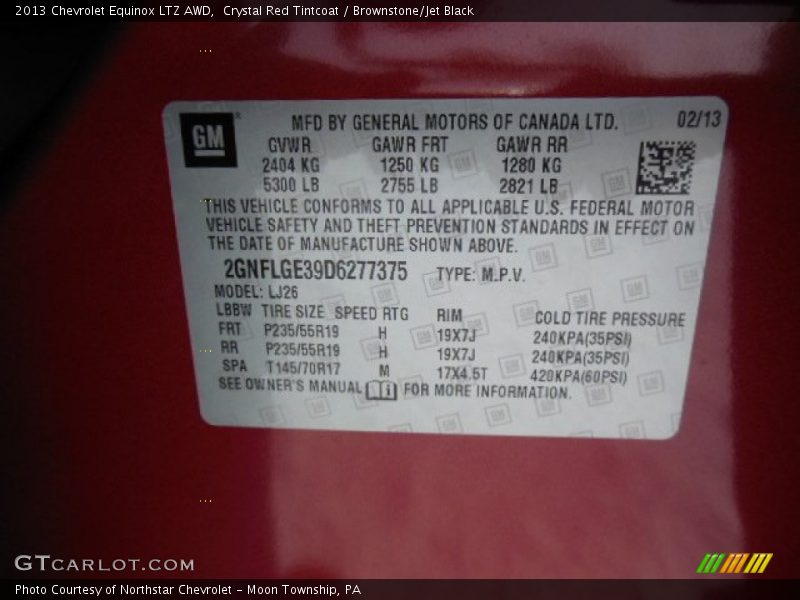 2013 Chevrolet Equinox LTZ AWD,  Crystal Red Tintcoat / Brownstone/Jet Black
GM
MFD BY GENERAL MOTORS OF CANADA LTD. 02/13
GVWR GAWR FRT GAWR RR
2404 KG 1250 KG 1280 KG
5300 LB 2755 LB 2821 LB
THIS VEHICLE CONFORMS TO ALL APPLICABLE U.S. FEDERAL MOTOR
VEHICLE SAFETY AND THEFT PREVENTION STANDARDS IN EFFECT ON
THE DATE OF MANUFACTURE SHOWN ABOVE.
2GNFLGE39D6277375 TYPE: M.P.V.
MODEL: LJ26
LBBW TIRE SIZE SPEED RTG RIM COLD TIRE PRESSURE
FRT P235/55R19 H 19X7J 240KPA(35PSI)
RR P235/55R19 H 19X7J 240KPA(35PSI)
SPA T145/70R17 M 17X4.5T 420KPA(60PSI)
SEE OWNER'S MANUAL FOR MORE INFORMATION.
GTCARLOT.COM
Photo Courtesy of Northstar Chevrolet - Moon Township, PA